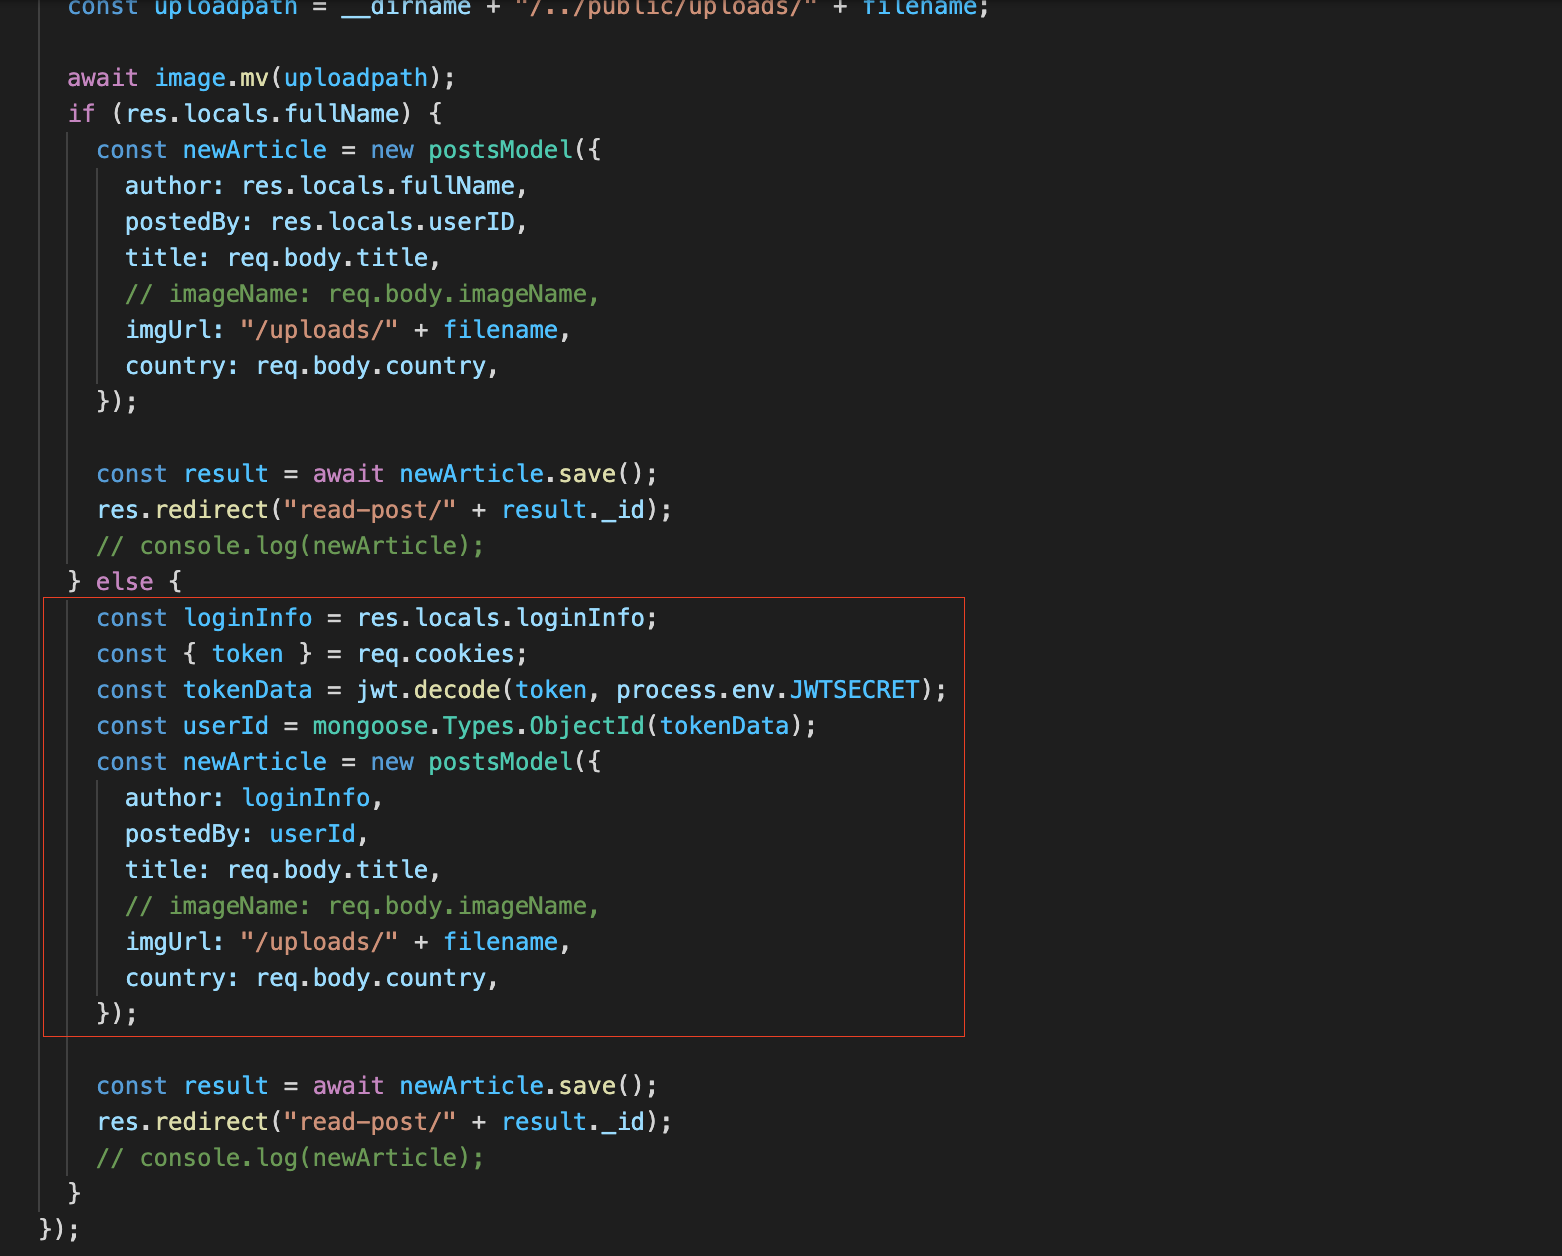 const uploadpath = __dirname + "/../public/uploads/" + filename;
await image.mv(uploadpath);
if (res.locals.fullName) {
const newArticle = new postsModel({
author: res.locals.fullName,
postedBy: res.locals.userID,
title: req.body.title,
// imageName: req.body.imageName,
imgUrl: "/uploads/" + filename,
country: req.body.country,
});
const result = await newArticle.save();
res.redirect("read-post/" + result._id);
// console.log(newArticle);
} else {
const loginInfo = res.locals.loginInfo;
const { token } = req.cookies;
const tokenData = jwt.decode(token, process.env.JWTSECRET);
const userId = mongoose.Types.ObjectId(tokenData);
const newArticle = new postsModel({
author: loginInfo,
postedBy: userId,
title: req.body.title,
// imageName: req.body.imageName,
imgUrl: "/uploads/" + filename,
country: req.body.country,
});
const result = await newArticle.save();
res.redirect("read-post/" + result._id);
// console.log(newArticle);
}
});